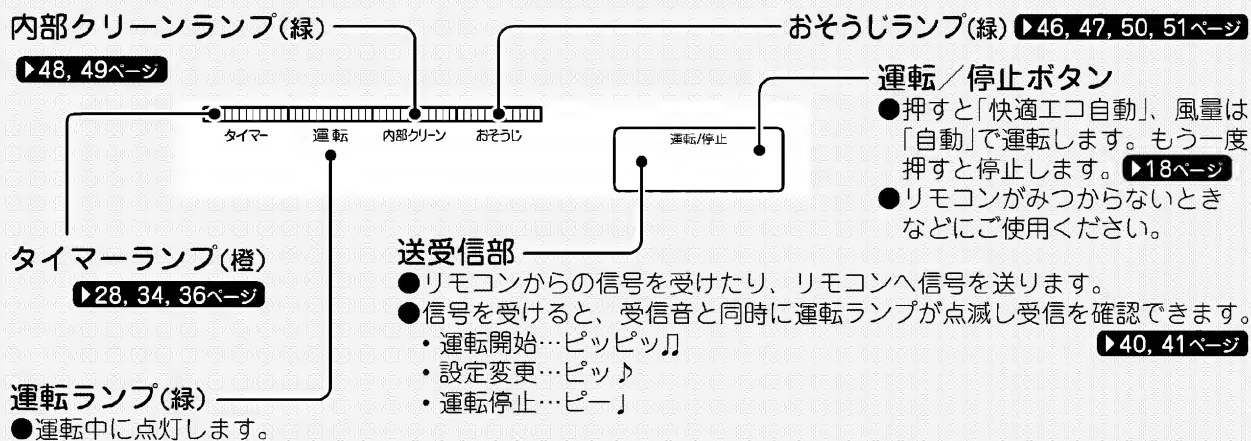 内部クリーンランプ(緑)
▶48, 49ページ
おそうじランプ(緑) ▶46, 47, 50, 51ページ
運転／停止ボタン
●押すと「快適エコ自動」、風量は
「自動」で運転します。もう一度
押すと停止します。▶18ページ
●リモコンがみつからないとき
などにご使用ください。
タイマー 運転 内部クリーン おそうじ
運転/停止
タイマーランプ(橙)
▶28, 34, 36ページ
送受信部
●リモコンからの信号を受けたり、リモコンへ信号を送ります。
●信号を受けると、受信音と同時に運転ランプが点滅し受信を確認できます。
▶40, 41ページ
・運転開始…ピッピッ♫
・設定変更…ピッ♪
・運転停止…ピー♩
運転ランプ(緑)
●運転中に点灯します。